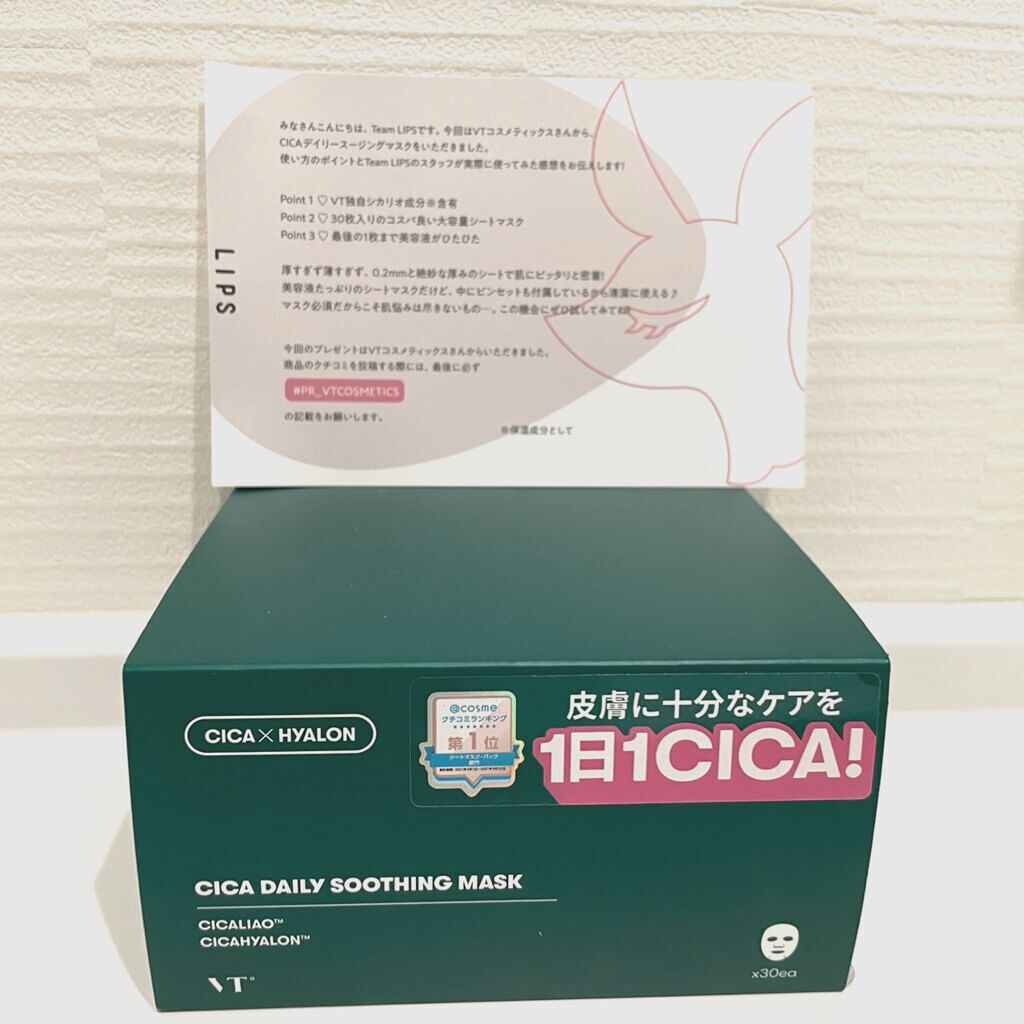 みなさんこんにちは、Team LIPSです。今回はVTコスメティックスさんから、
CICAデイリースージングマスクをいただきました。
使い方のポイントとTeam LIPSのスタッフが実際に使ってみた感想をお伝えします!
Point 1 ♡ VT独自シカリオ成分※含有
Point 2 ♡ 30枚入りのコスパ良い大容量シートマスク
Point 3 ♡ 最後の1枚まで美容液がひたひた
LIPS
厚すぎず薄すぎず、0.2mmと絶妙な厚みのシートで肌にピッタリと密着!
美容液たっぷりのシートマスクだけど、中にピンセットも付属しているから清潔に使える♪
マスク必須だからこそ肌悩みは尽きないもの…。この機会にぜひ試してみてね!
今回のプレゼントはVTコスメティックスさんからいただきました。
商品のクチコミを投稿する際には、最後に必ず
#PR_VTCOSMETICS
の記載をお願いします。
※保湿成分として
CICA×HYALON
@cosme
クチコミランキング
第1位
シートマスク・パック
部門
皮膚に十分なケアを
1日1CICA!
CICA DAILY SOOTHING MASK
CICALIAO™
CICAHYALON™
VT
x30ea